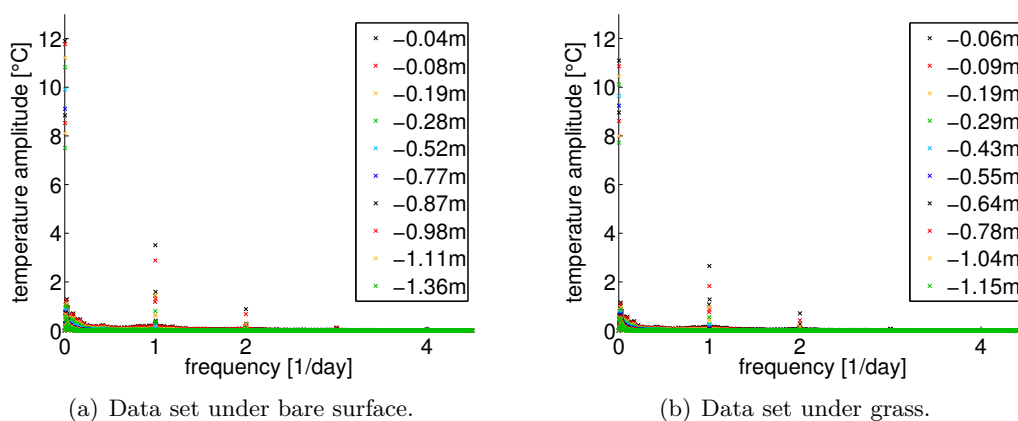 temperature amplitude [°C]
12
10
8
6
4
2
0
0
1
2
4
frequency [1/day]
−0.04m
−0.08m
−0.19m
−0.28m
−0.52m
−0.77m
−0.87m
−0.98m
−1.11m
−1.36m
(a) Data set under bare surface.
temperature amplitude [°C]
12
10
8
6
4
2
0
0
1
2
4
frequency [1/day]
−0.06m
−0.09m
−0.19m
−0.29m
−0.43m
−0.55m
−0.64m
−0.78m
−1.04m
−1.15m
(b) Data set under grass.